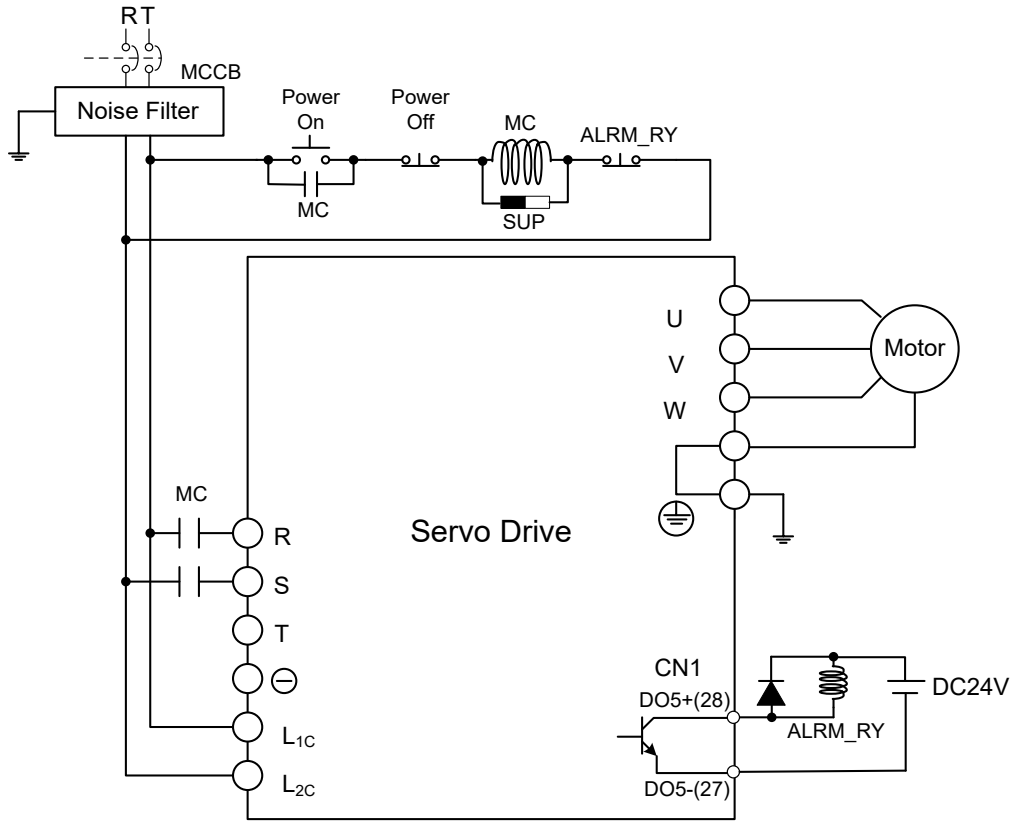 R T
MCCB
Noise Filter
Power
On
MC
Power
Off
MC
SUP
ALRM_RY
U
V
W
Motor
MC
R
S
T
L1C
L2C
Servo Drive
CN1
DO5+(28)
DO5-(27)
ALRM_RY
DC24V